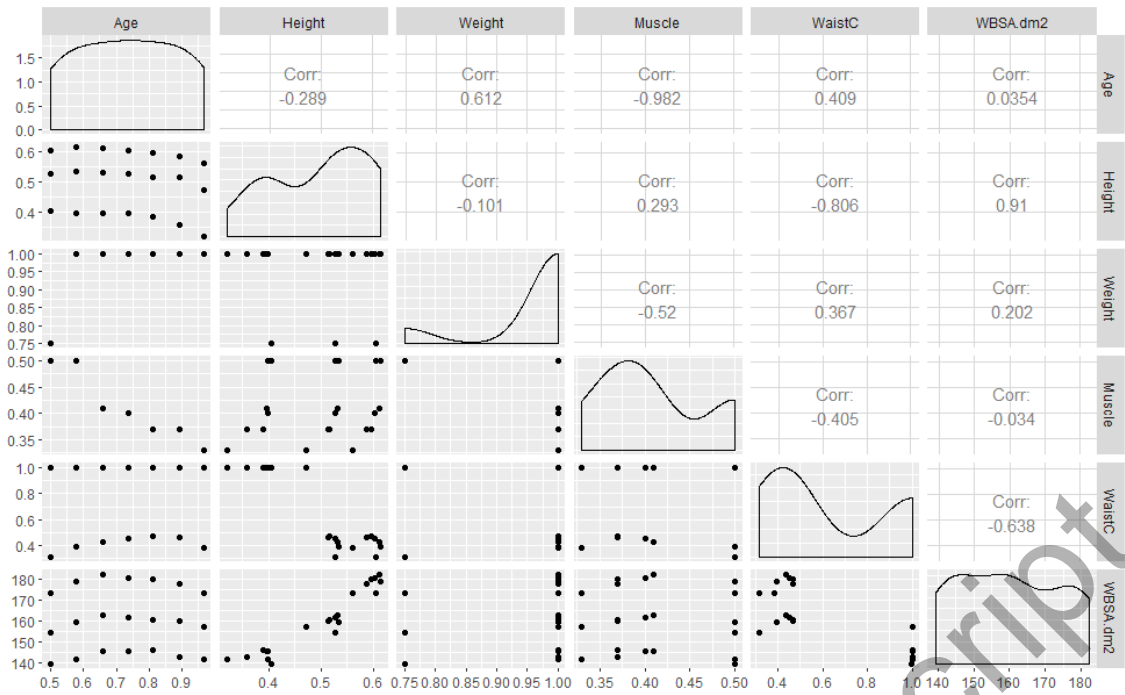 Age Height Weight Muscle WaistC WBSA.dm2
1.5 1.0 0.5 0.0
Corr: -0.289
Corr: 0.612
Corr: -0.982
Corr: 0.409
Corr: 0.0354
Age
0.6 0.5 0.4
Corr: -0.101
Corr: 0.293
Corr: -0.806
Corr: 0.91
Height
1.00 0.95 0.90 0.85 0.80 0.75
Corr: -0.52
Corr: 0.367
Corr: 0.202
Weight
0.50 0.45 0.40 0.35
Corr: -0.405
Corr: -0.034
Muscle
1.0 0.8 0.6 0.4
Corr: -0.638
WaistC
180 170 160 150 140
WBSA.dm2
0.5 0.6 0.7 0.8 0.9 0.4 0.5 0.6 0.75 0.80 0.85 0.90 0.95 1.00 0.35 0.40 0.45 0.50 0.4 0.6 0.8 1.0 140 150 160 170 180
cript